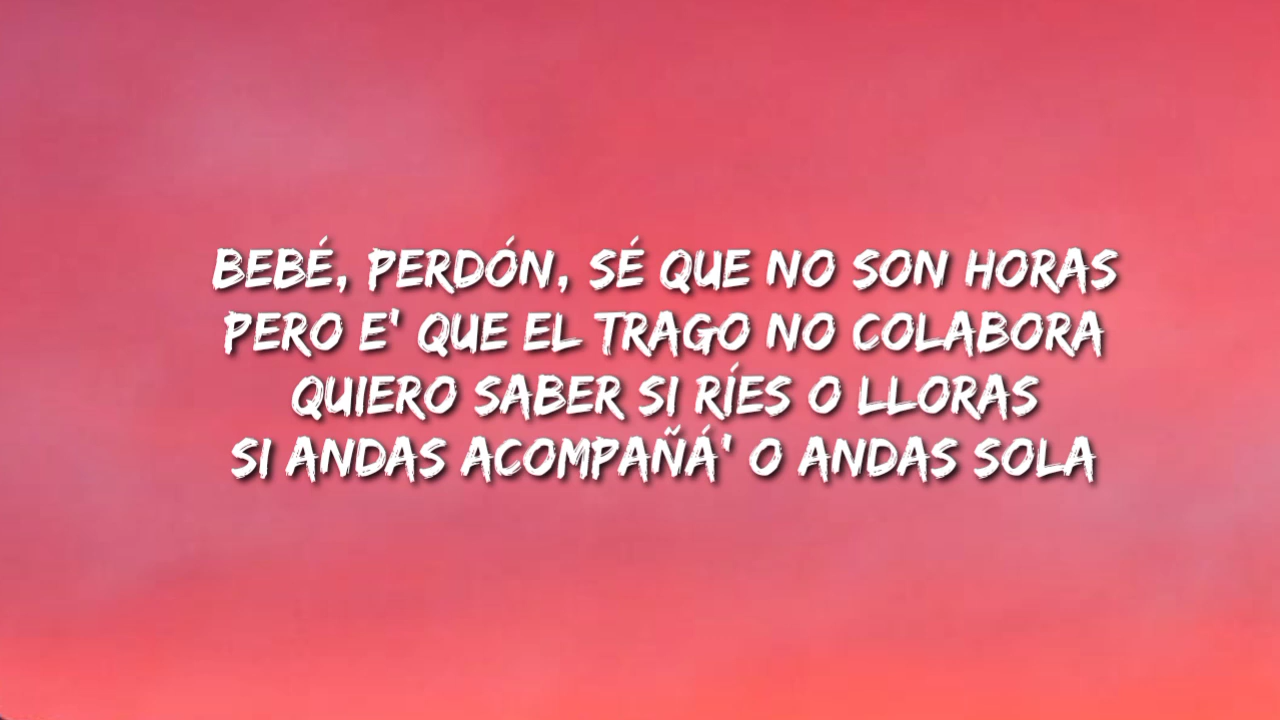 BEBÉ, PERDÓN, SÉ QUE NO SON HORAS
PERO E' QUE EL TRAGO NO COLABORA
QUIERO SABER SI RÍES O LLORAS
SI ANDAS ACOMPAÑÁ' O ANDAS SOLA